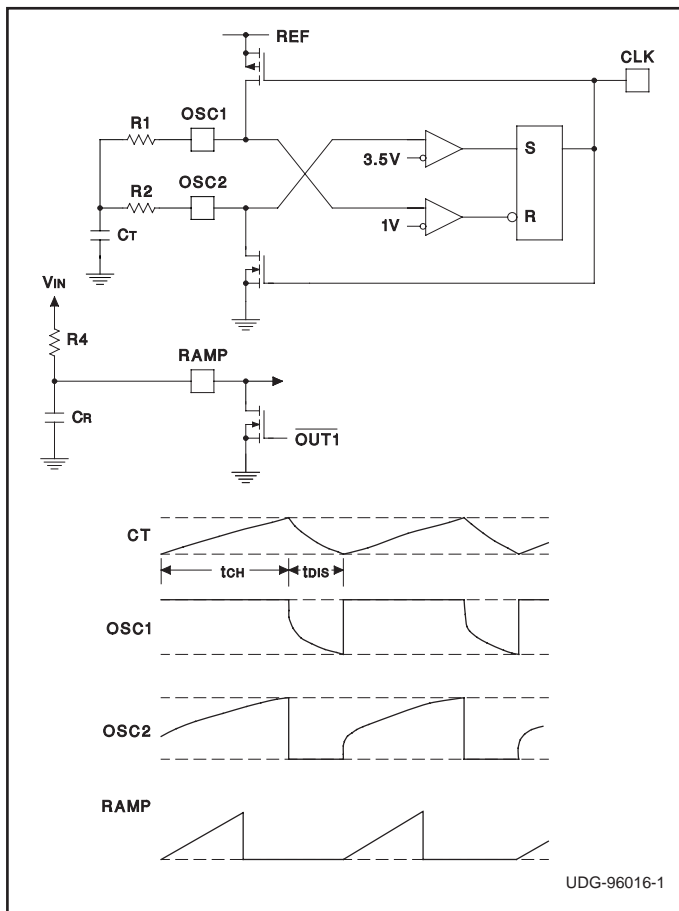 REF
CLK
OSC1
R1
3.5V
S
OSC2
R2
1V
R
CT
VIN
R4
RAMP
CR
OUT1
CT
tCH
tDIS
OSC1
OSC2
RAMP
UDG-96016-1